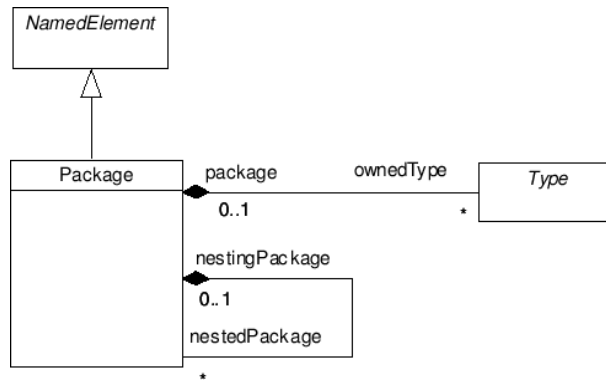 NamedElement
Package
package
ownedType
Type
0..1
*
nestingPackage
0..1
nestedPackage
*